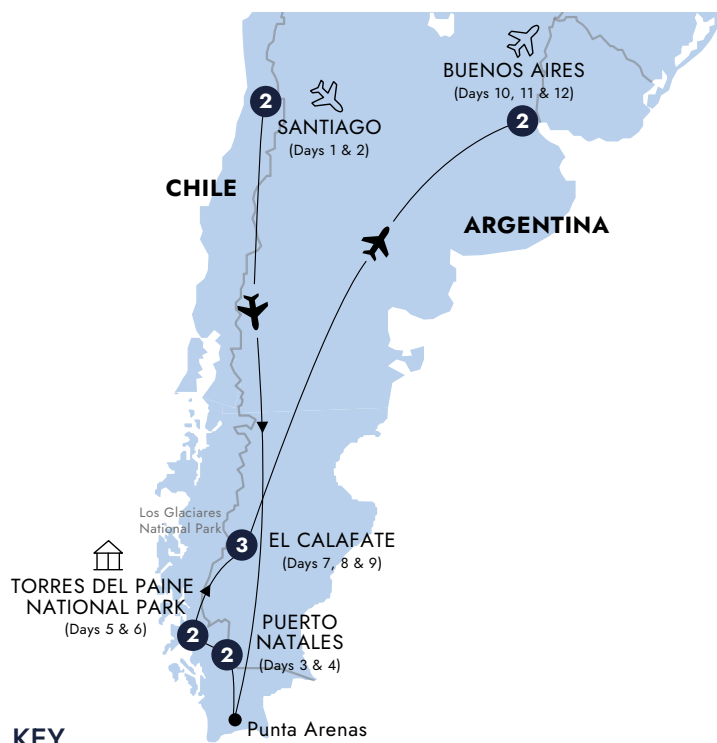 BUENOS AIRES
(Days 10, 11 & 12)
2
2
SANTIAGO
(Days 1 & 2)
CHILE
ARGENTINA
Los Glaciares
National Park
3
EL CALAFATE
(Days 7, 8 & 9)
TORRES DEL PAINE
NATIONAL PARK
(Days 5 & 6)
2
PUERTO
NATALES
(Days 3 & 4)
2
Punta Arenas
KEY